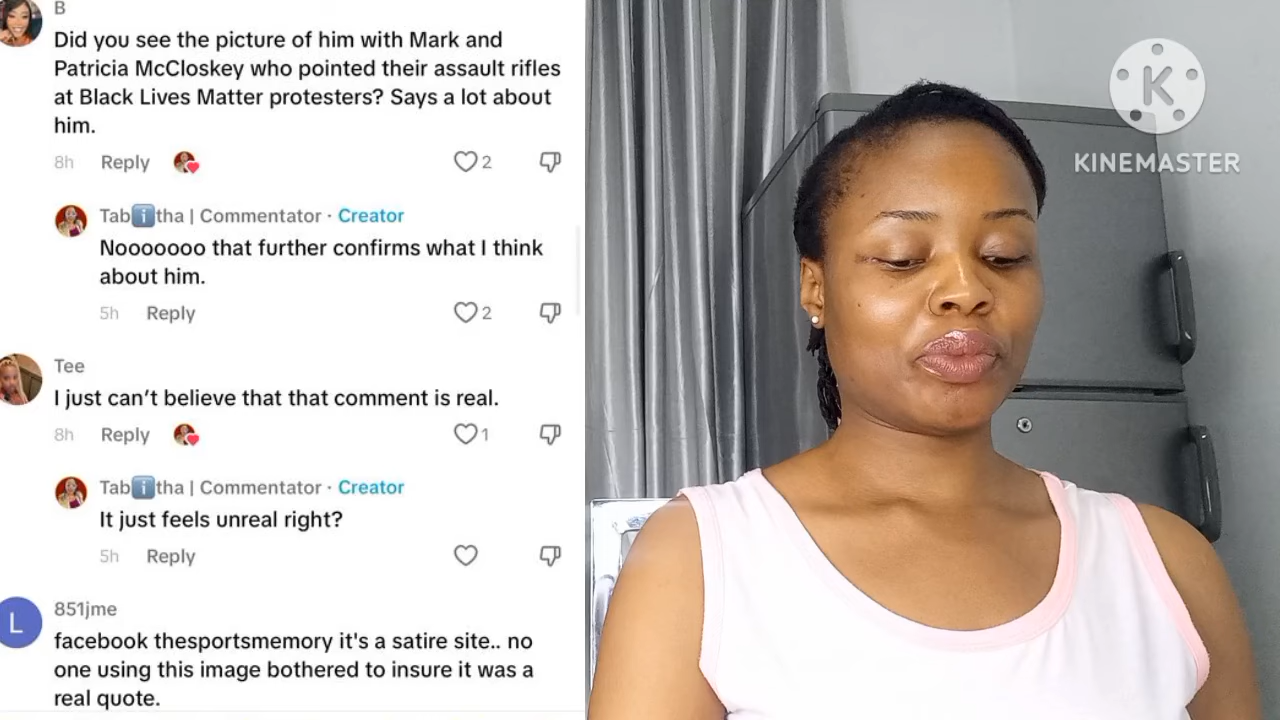 B
Did you see the picture of him with Mark and
Patricia McCloskey who pointed their assault rifles
at Black Lives Matter protesters? Says a lot about
him.
8h Reply 2
Tabℹ️tha | Commentator · Creator
Nooooooo that further confirms what I think
about him.
5h Reply 2
Tee
I just can't believe that that comment is real.
8h Reply 1
Tabℹ️tha | Commentator · Creator
It just feels unreal right?
5h Reply
L
851jme
facebook thesportsmemory it's a satire site.. no
one using this image bothered to insure it was a
real quote.
K
KINEMASTER